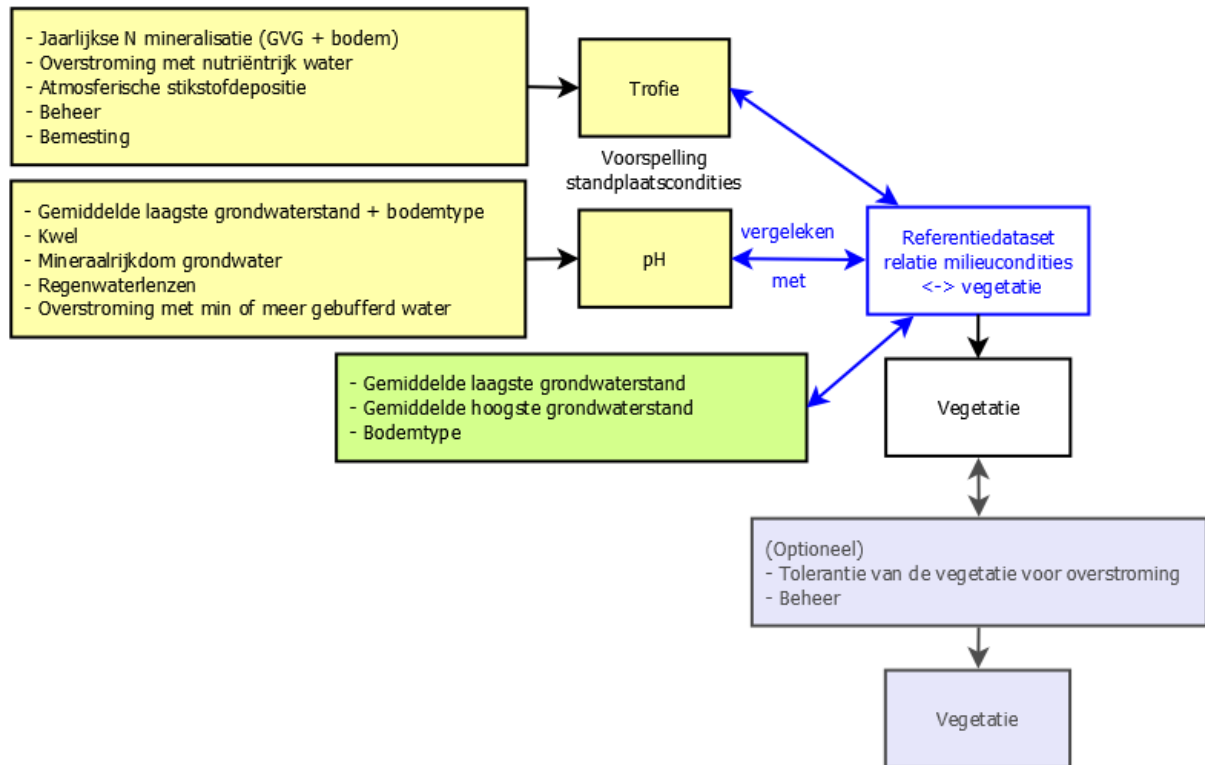 - Jaarlijkse N mineralisatie (GVG + bodem)
- Overstroming met nutriëntrijk water
- Atmosferische stikstofdepositie
- Beheer
- Bemesting
Trofie
Voorspelling
standplaatscondities
- Gemiddelde laagste grondwaterstand + bodemtype
- Kwel
- Mineraalrijkdom grondwater
- Regenwaterlenzen
- Overstroming met min of meer gebufferd water
pH
vergeleken
met
Referentiedataset
relatie milieucondities
<-> vegetatie
- Gemiddelde laagste grondwaterstand
- Gemiddelde hoogste grondwaterstand
- Bodemtype
Vegetatie
(Optioneel)
- Tolerantie van de vegetatie voor overstroming
- Beheer
Vegetatie